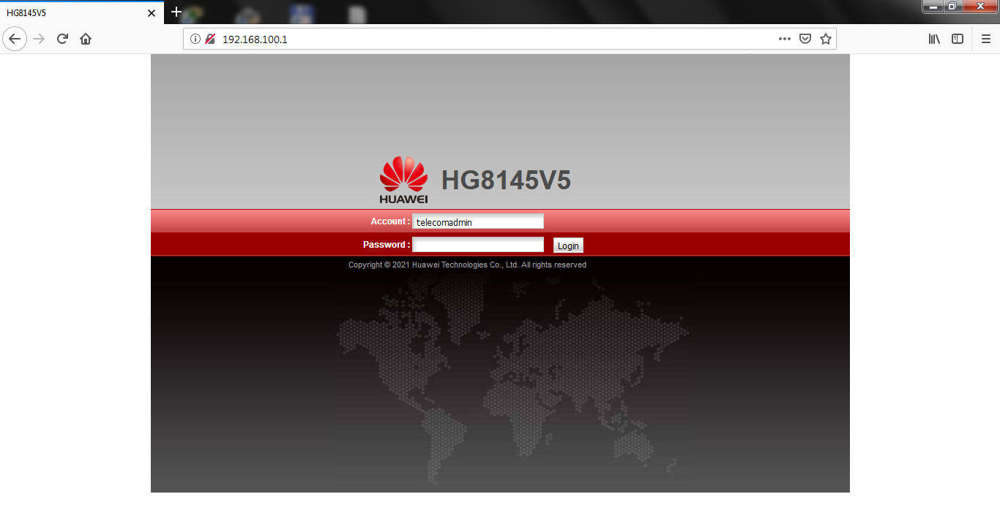 HG8145V5
192.168.100.1
HUAWEI
HG8145V5
Account :
telecomadmin
Password :
Login
Copyright © 2021 Huawei Technologies Co., Ltd. All rights reserved